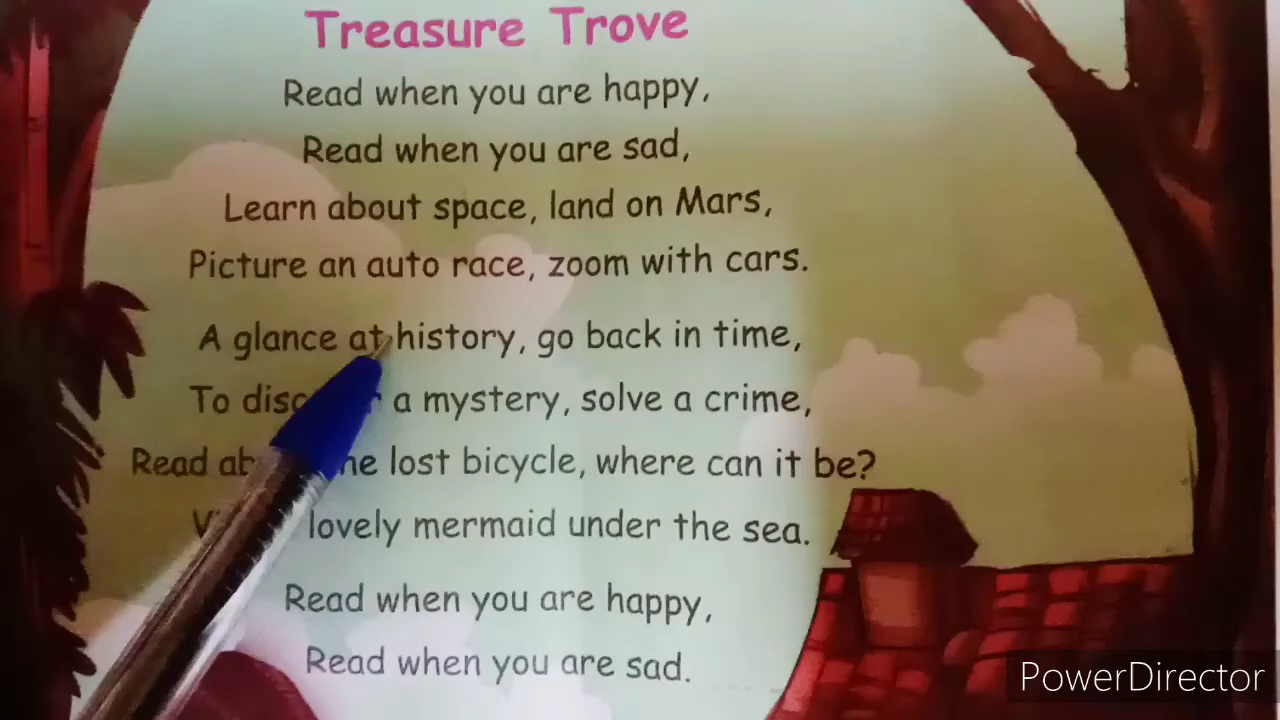 Treasure Trove
Read when you are happy,
Read when you are sad,
Learn about space, land on Mars,
Picture an auto race, zoom with cars.
A glance at history, go back in time,
To a mystery, solve a crime,
Read lost bicycle, where can it be?
lovely mermaid under the sea.
Read when you are happy,
Read when you are sad.
PowerDirector